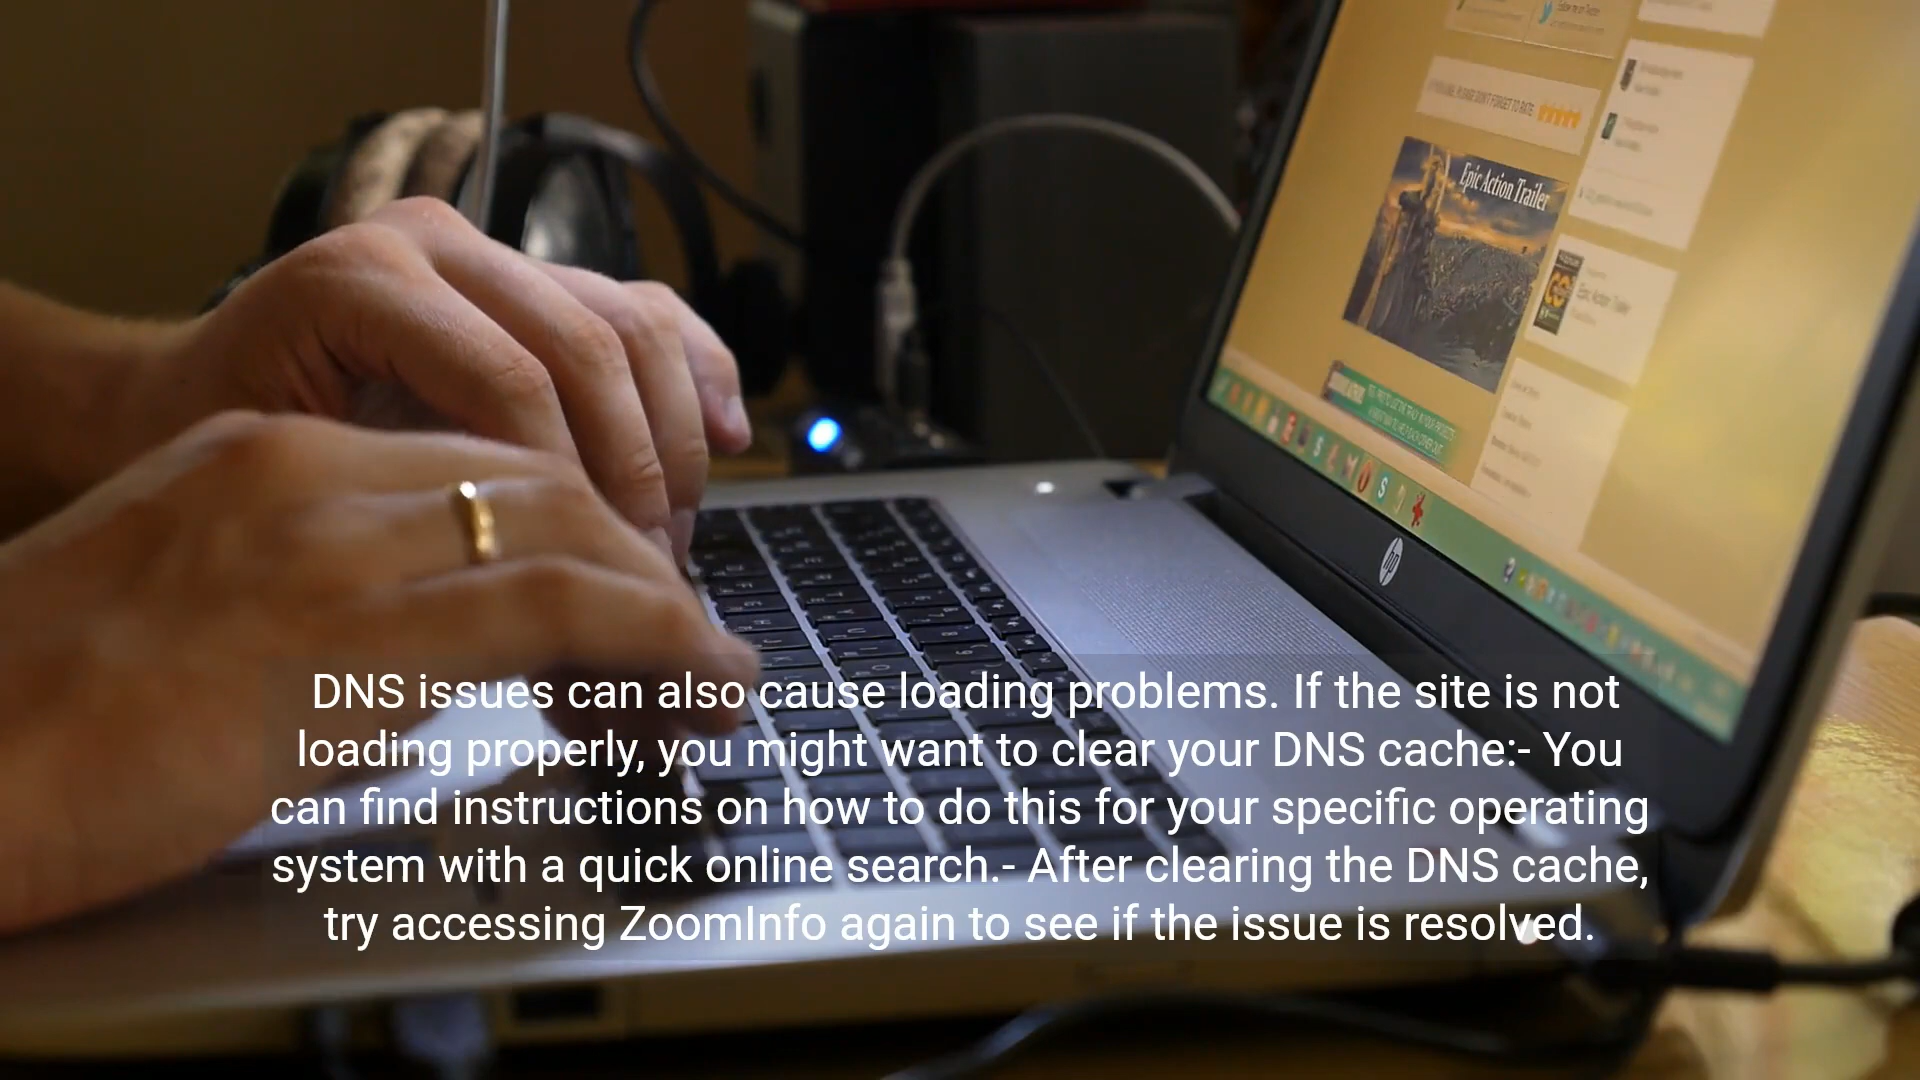 Epic Action Trailer
hp
DNS issues can also cause loading problems. If the site is not
loading properly, you might want to clear your DNS cache:- You
can find instructions on how to do this for your specific operating
system with a quick online search.- After clearing the DNS cache,
try accessing ZoomInfo again to see if the issue is resolved.